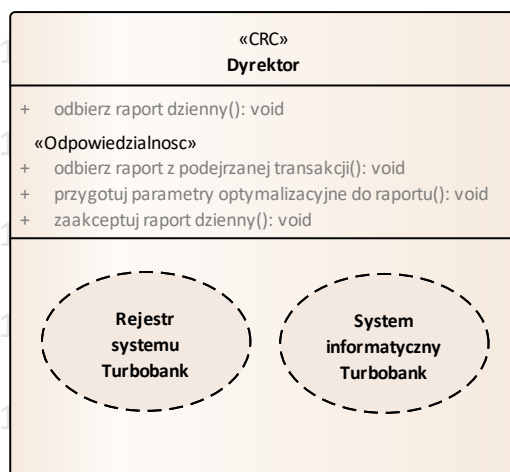 «CRC»
Dyrektor
+ odbierz raport dzienny(): void
«Odpowiedzialnosc»
+ odbierz raport z podejrzanej transakcji(): void
+ przygotuj parametry optymalizacyjne do raportu(): void
+ zaakceptuj raport dzienny(): void
Rejestr
systemu
Turbobank
System
informatyczny
Turbobank